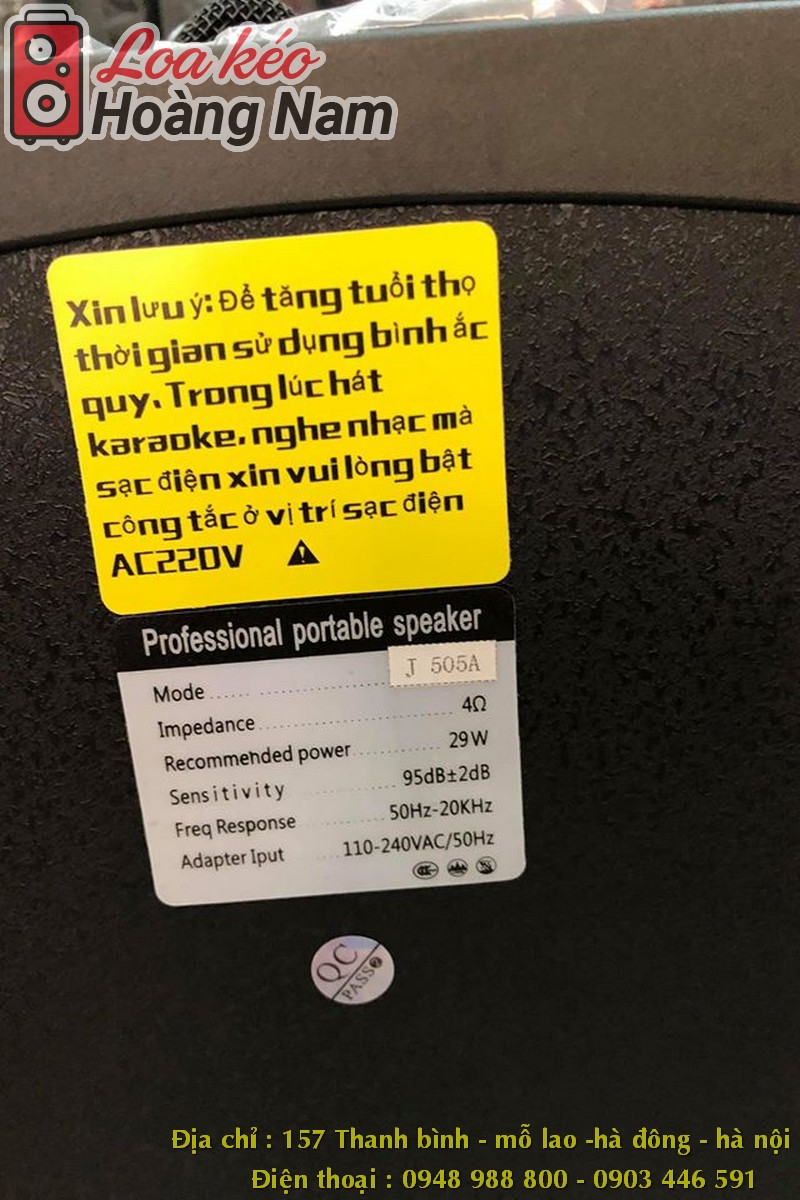 Loa kéo
Hoàng Nam
Xin lưu ý: Để tăng tuổi thọ
thời gian sử dụng bình ắc
quy. Trong lúc hát
karaoke, nghe nhạc mà
sạc điện xin vui lòng bật
công tắc ở vị trí sạc điện
AC220V
Professional portable speaker
Mode...... ................. J 505A
Impedance........................ 4Ω
Recommehded power............... 29W
Sensitivity ..... 95dB±2dB
Freq Response .............. 50Hz-20KHz
Adapter Iput ..... 110-240VAC/50Hz
QC
PASS
Địa chỉ : 157 Thanh bình - mỗ lao -hà đông - hà nội
Điện thoại : 0948 988 800 - 0903 446 591